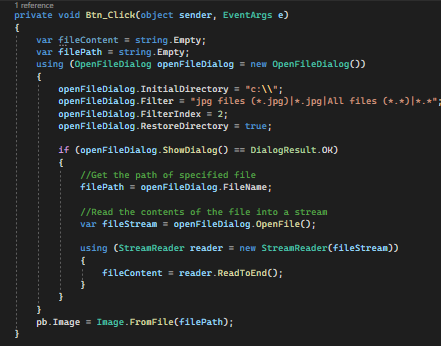 1 reference
private void Btn_Click(object sender, EventArgs e)
{
var fileContent = string.Empty;
var filePath = string.Empty;
using (OpenFileDialog openFileDialog = new OpenFileDialog())
{
openFileDialog.InitialDirectory = "c:\\";
openFileDialog.Filter = "jpg files (*.jpg)|*.jpg|All files (*.*)|*.*";
openFileDialog.FilterIndex = 2;
openFileDialog.RestoreDirectory = true;
if (openFileDialog.ShowDialog() == DialogResult.OK)
{
//Get the path of specified file
filePath = openFileDialog.FileName;
//Read the contents of the file into a stream
var fileStream = openFileDialog.OpenFile();
using (StreamReader reader = new StreamReader(fileStream))
{
fileContent = reader.ReadToEnd();
}
}
}
pb.Image = Image.FromFile(filePath);
}